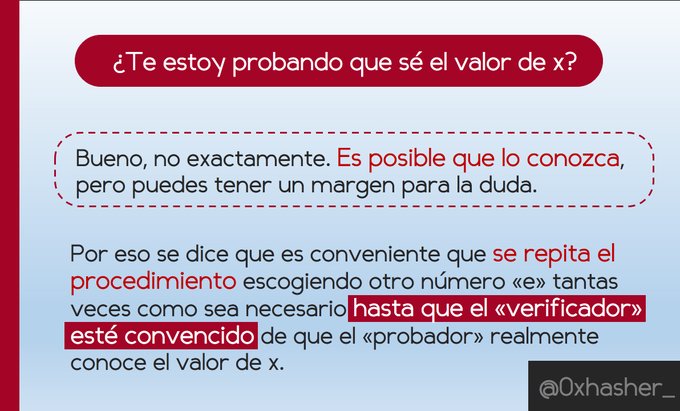 ¿Te estoy probando que sé el valor de x?
Bueno, no exactamente. Es posible que lo conozca,
pero puedes tener un margen para la duda.
Por eso se dice que es conveniente que se repita el
procedimiento escogiendo otro número «e» tantas
veces como sea necesario hasta que el «verificador»
esté convencido de que el «probador» realmente
conoce el valor de x.
@0xhasher_